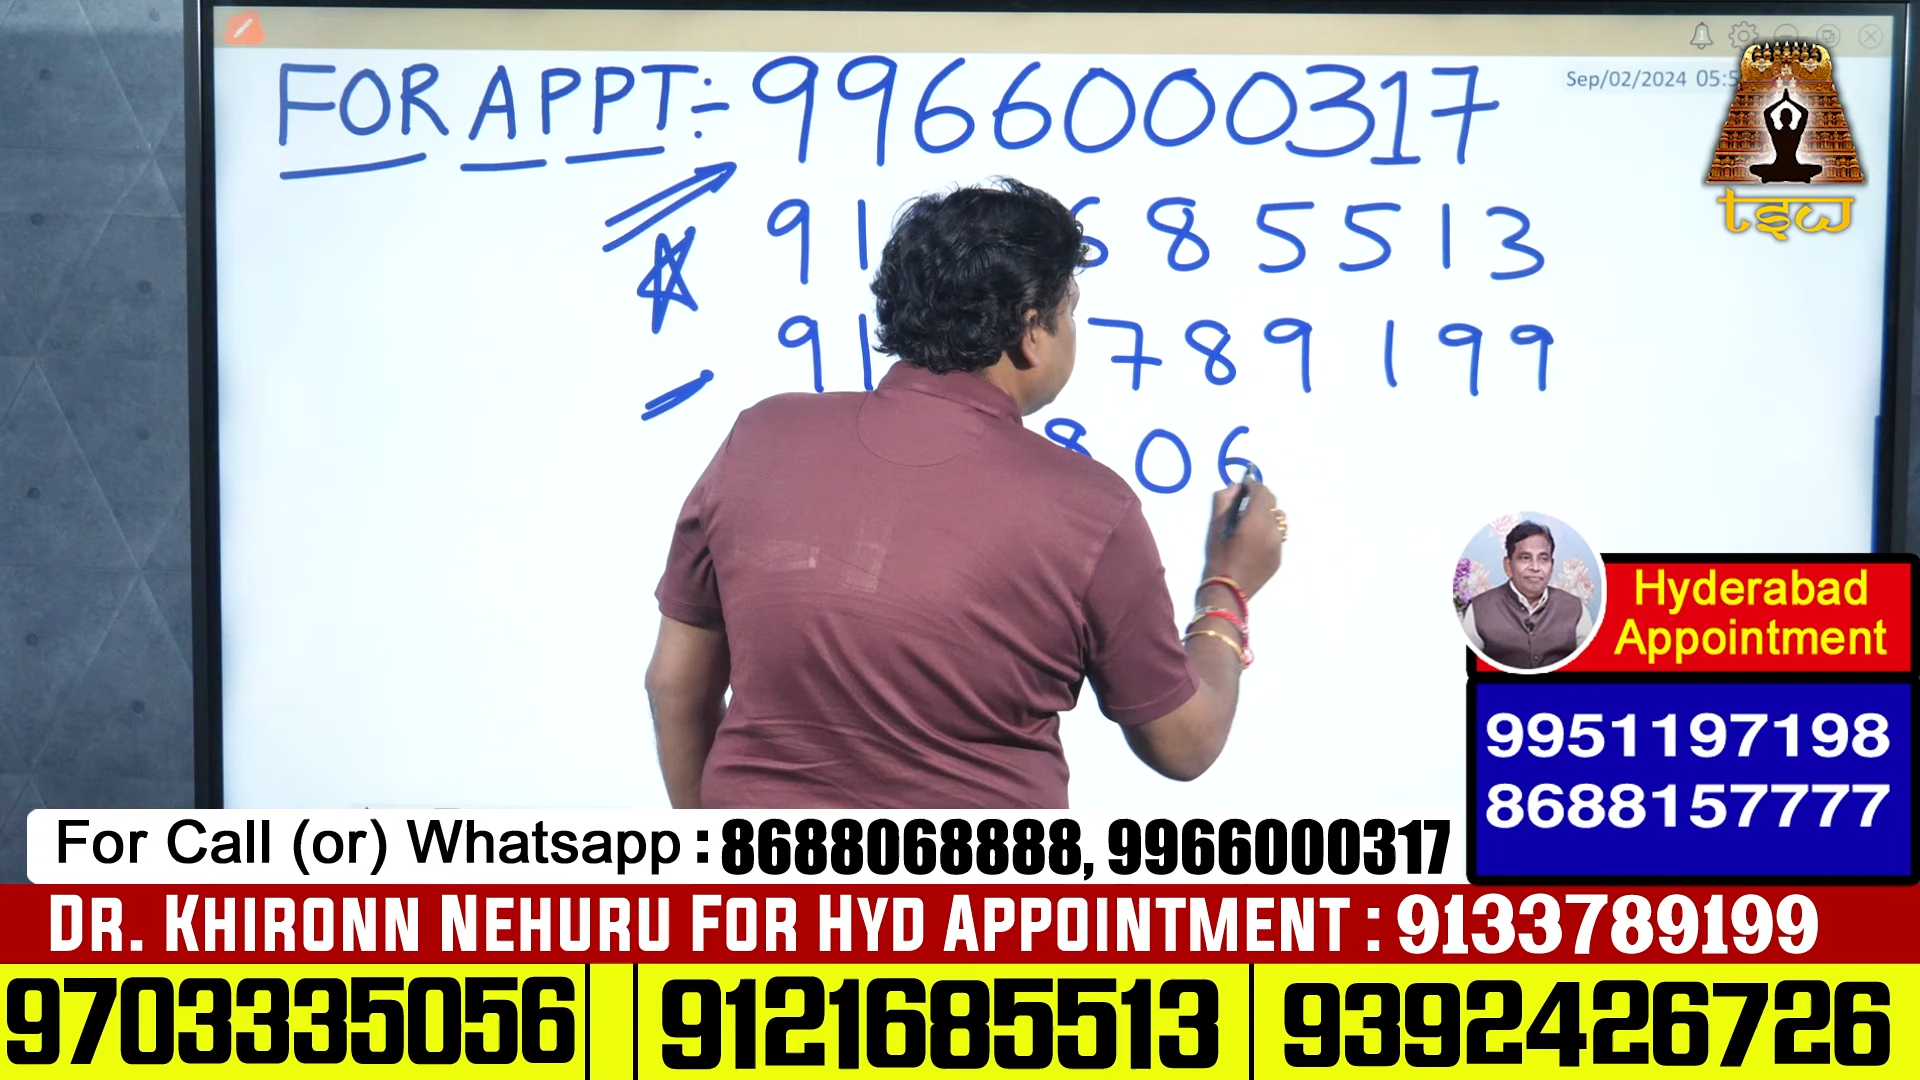 Sep/02/2024 05:5
FOR APPT:- 9966000317
91 685513
91 789199
806
tsw
Hyderabad
Appointment
9951197198
8688157777
For Call (or) Whatsapp : 8688068888, 9966000317
DR. KHIRONN NEHURU FOR HYD APPOINTMENT : 9133789199
9703335056 9121685513 9392426726